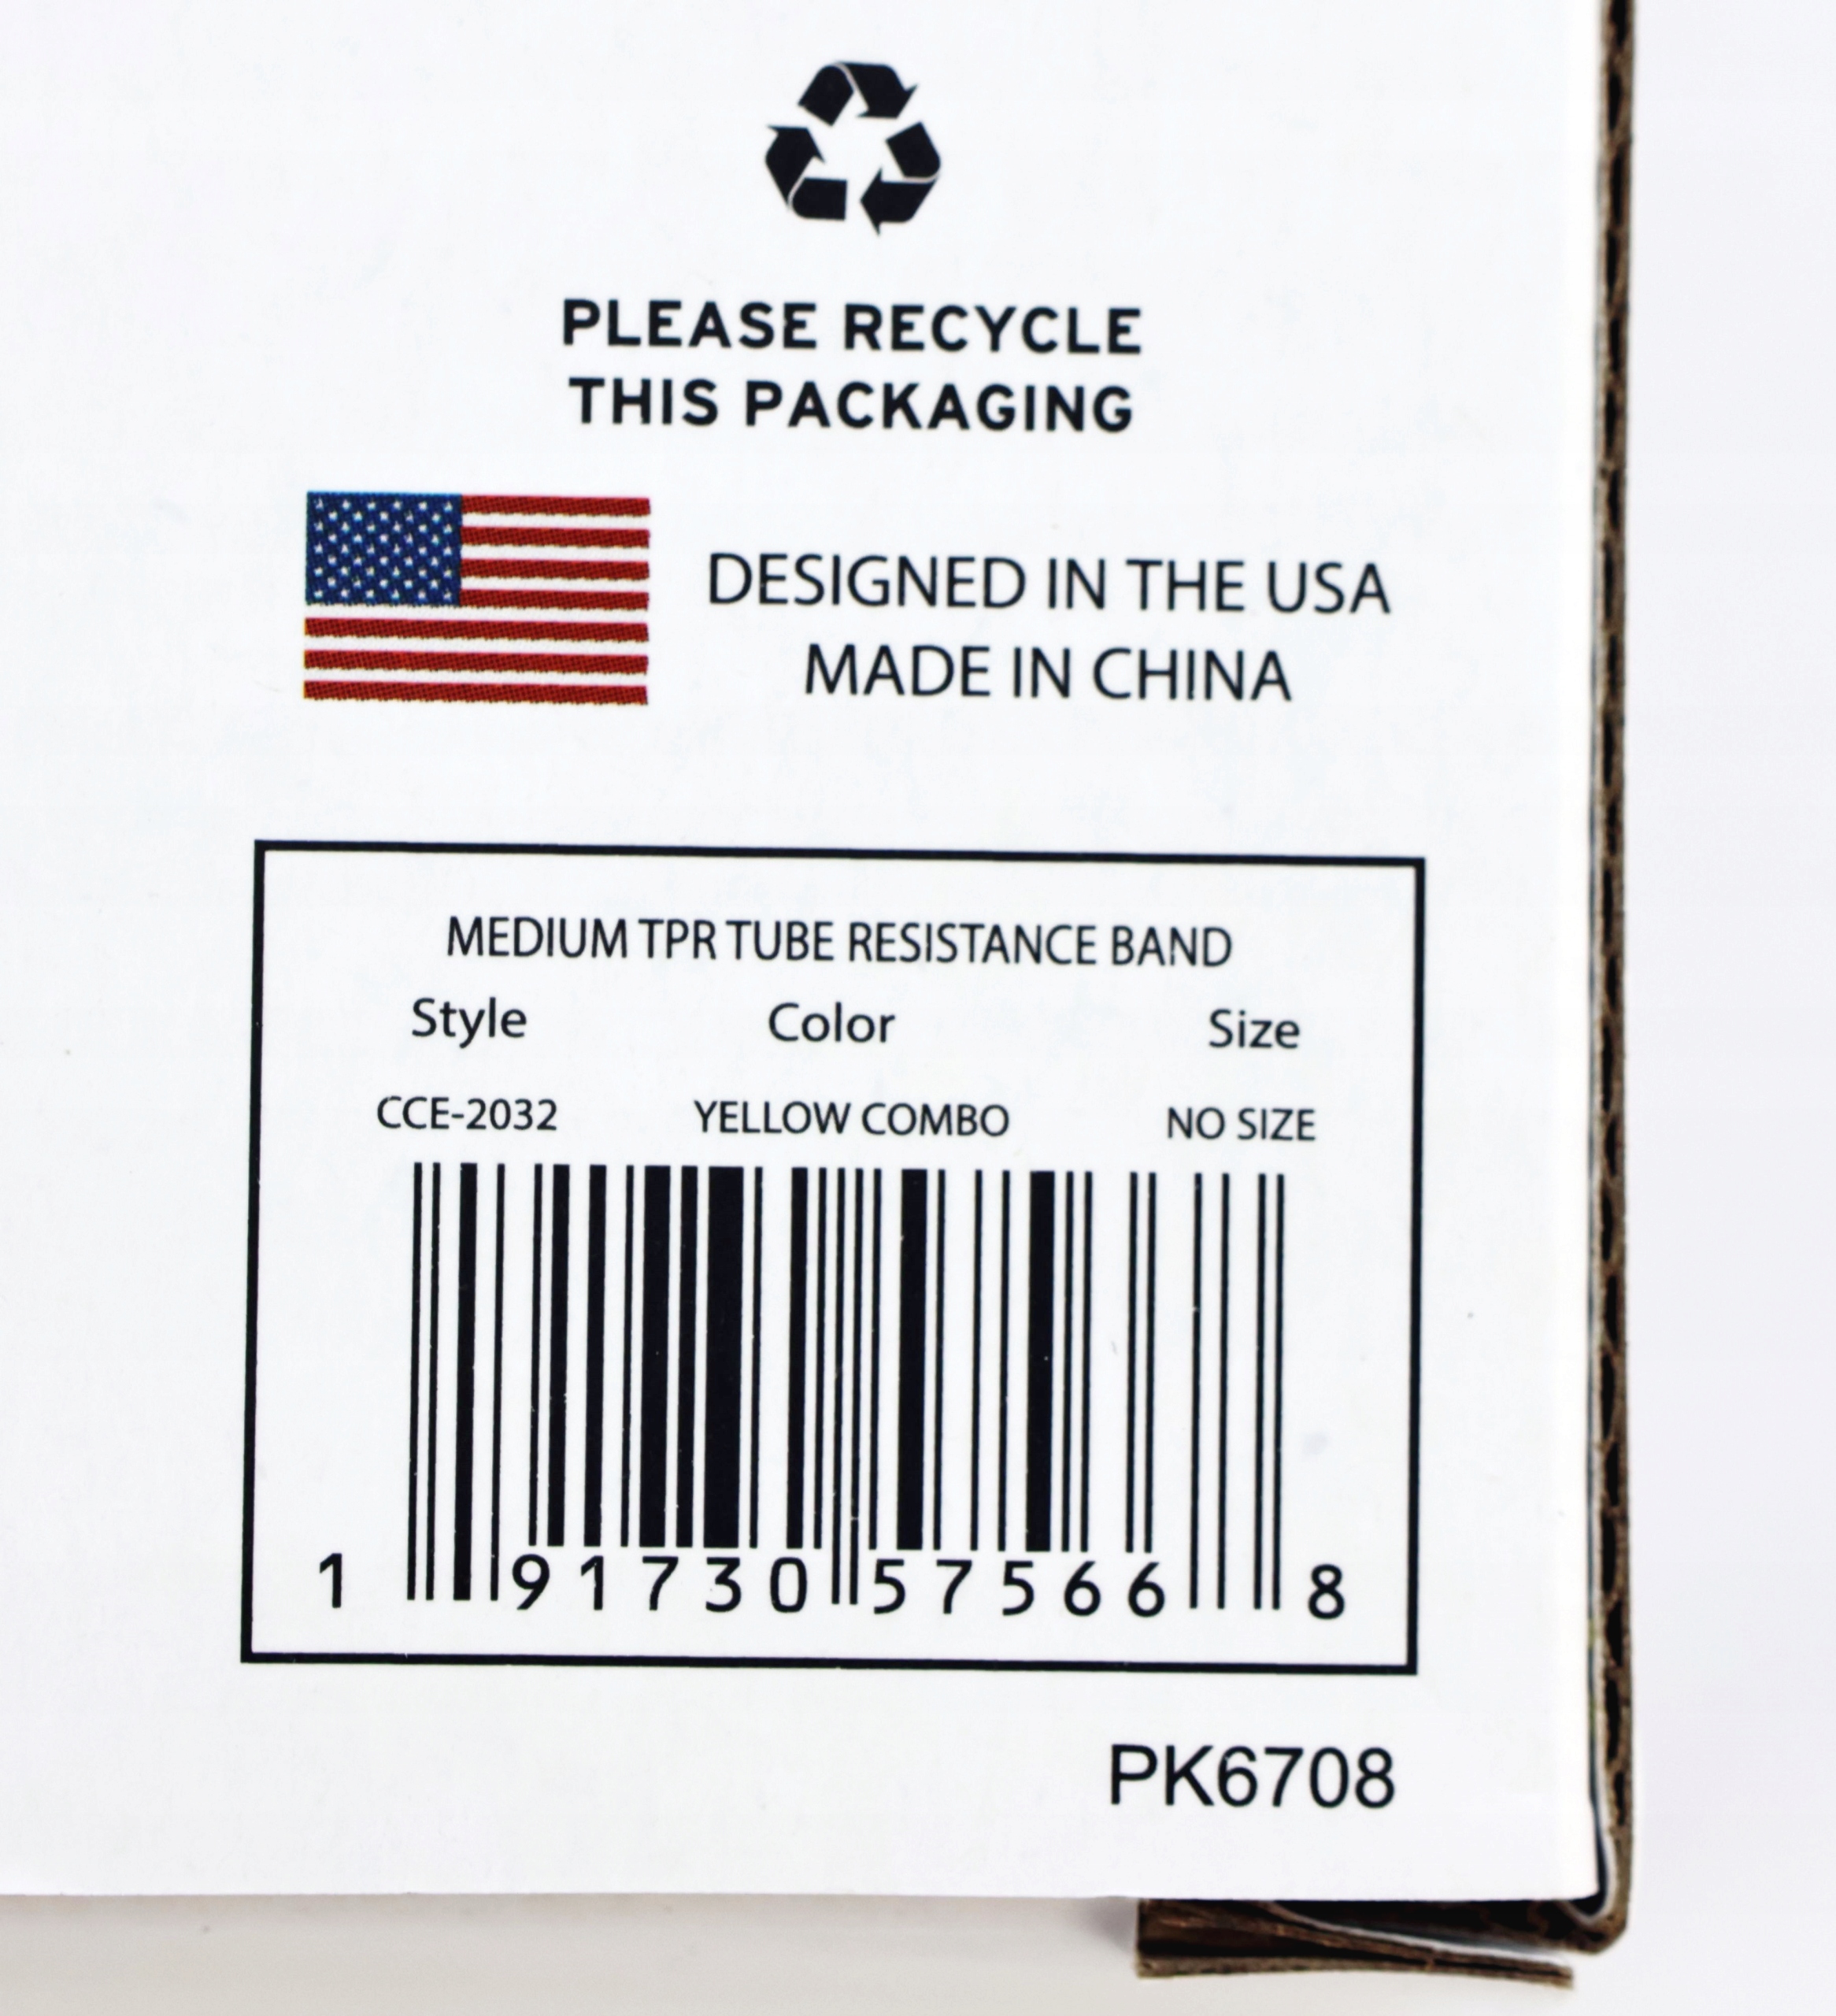 PLEASE RECYCLE
THIS PACKAGING
DESIGNED IN THE USA
MADE IN CHINA
MEDIUM TPR TUBE RESISTANCE BAND
Style Color Size
CCE-2032 YELLOW COMBO NO SIZE
1 91730 57566 8
PK6708